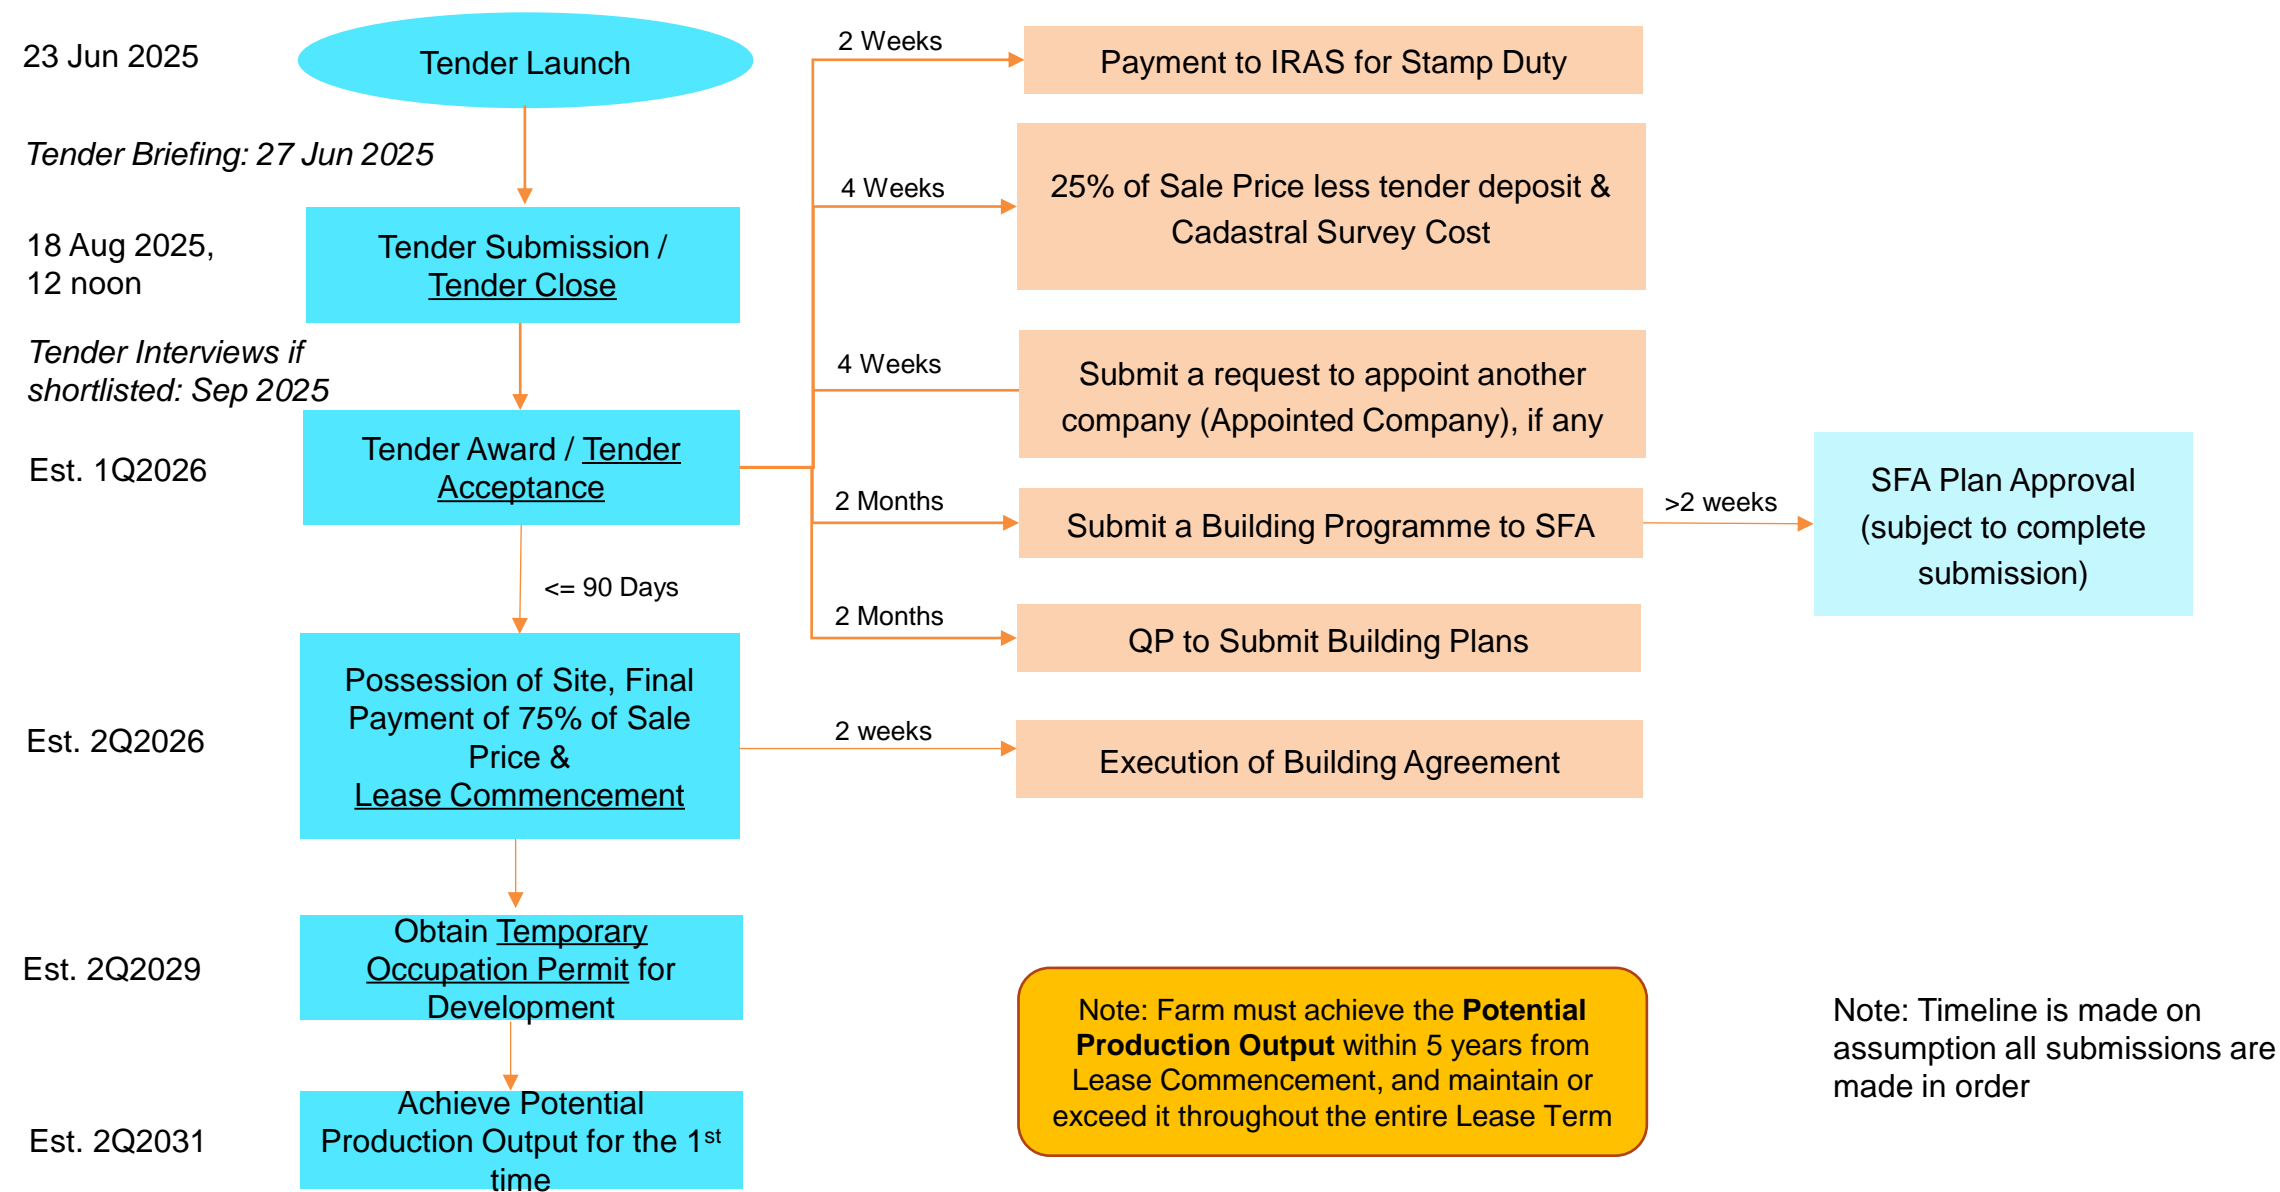 23 Jun 2025
Tender Launch
Tender Briefing: 27 Jun 2025
18 Aug 2025,
12 noon
Tender Submission /
Tender Close
Tender Interviews if
shortlisted: Sep 2025
Est. 1Q2026
Tender Award / Tender
Acceptance
<= 90 Days
Est. 2Q2026
Possession of Site, Final
Payment of 75% of Sale
Price &
Lease Commencement
Est. 2Q2029
Obtain Temporary
Occupation Permit for
Development
Est. 2Q2031
Achieve Potential
Production Output for the 1st
time
2 Weeks
Payment to IRAS for Stamp Duty
4 Weeks
25% of Sale Price less tender deposit &
Cadastral Survey Cost
4 Weeks
Submit a request to appoint another
company (Appointed Company), if any
2 Months
Submit a Building Programme to SFA
>2 weeks
SFA Plan Approval
(subject to complete
submission)
2 Months
QP to Submit Building Plans
2 weeks
Execution of Building Agreement
Note: Farm must achieve the Potential
Production Output within 5 years from
Lease Commencement, and maintain or
exceed it throughout the entire Lease Term
Note: Timeline is made on
assumption all submissions are
made in order